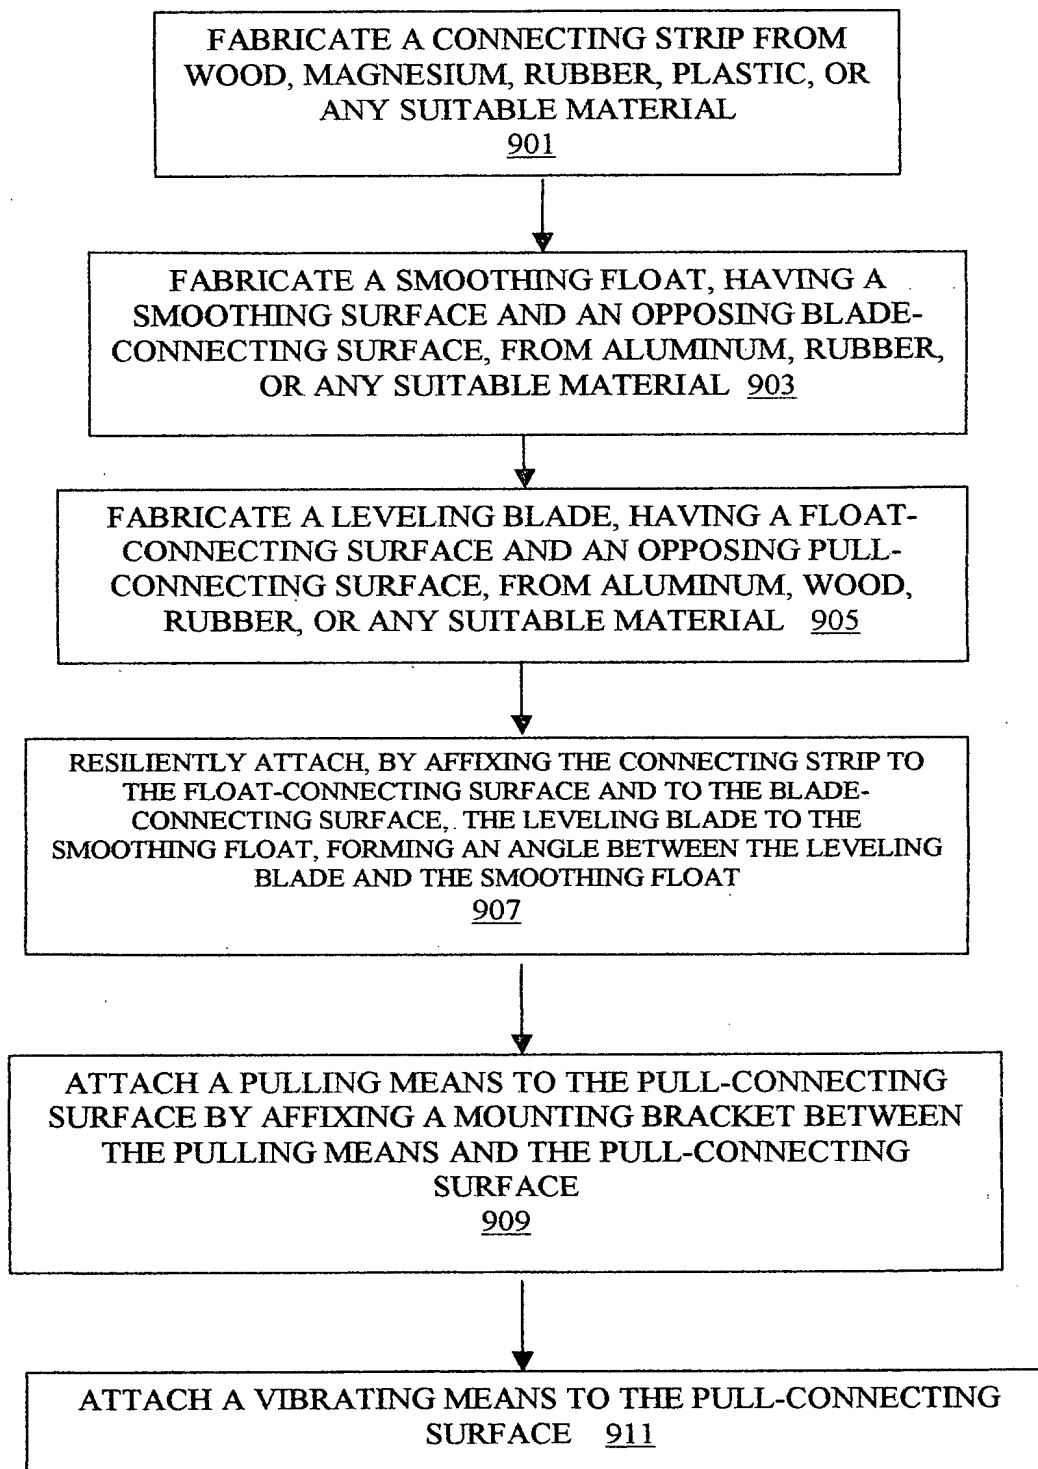 FABRICATE A CONNECTING STRIP FROM
WOOD, MAGNESIUM, RUBBER, PLASTIC, OR
ANY SUITABLE MATERIAL
901
FABRICATE A SMOOTHING FLOAT, HAVING A
SMOOTHING SURFACE AND AN OPPOSING BLADE-
CONNECTING SURFACE, FROM ALUMINUM, RUBBER,
OR ANY SUITABLE MATERIAL 903
FABRICATE A LEVELING BLADE, HAVING A FLOAT-
CONNECTING SURFACE AND AN OPPOSING PULL-
CONNECTING SURFACE, FROM ALUMINUM, WOOD,
RUBBER, OR ANY SUITABLE MATERIAL 905
RESILIENTLY ATTACH, BY AFFIXING THE CONNECTING STRIP TO
THE FLOAT-CONNECTING SURFACE AND TO THE BLADE-
CONNECTING SURFACE, THE LEVELING BLADE TO THE
SMOOTHING FLOAT, FORMING AN ANGLE BETWEEN THE LEVELING
BLADE AND THE SMOOTHING FLOAT
907
ATTACH A PULLING MEANS TO THE PULL-CONNECTING
SURFACE BY AFFIXING A MOUNTING BRACKET BETWEEN
THE PULLING MEANS AND THE PULL-CONNECTING
SURFACE
909
ATTACH A VIBRATING MEANS TO THE PULL-CONNECTING
SURFACE 911